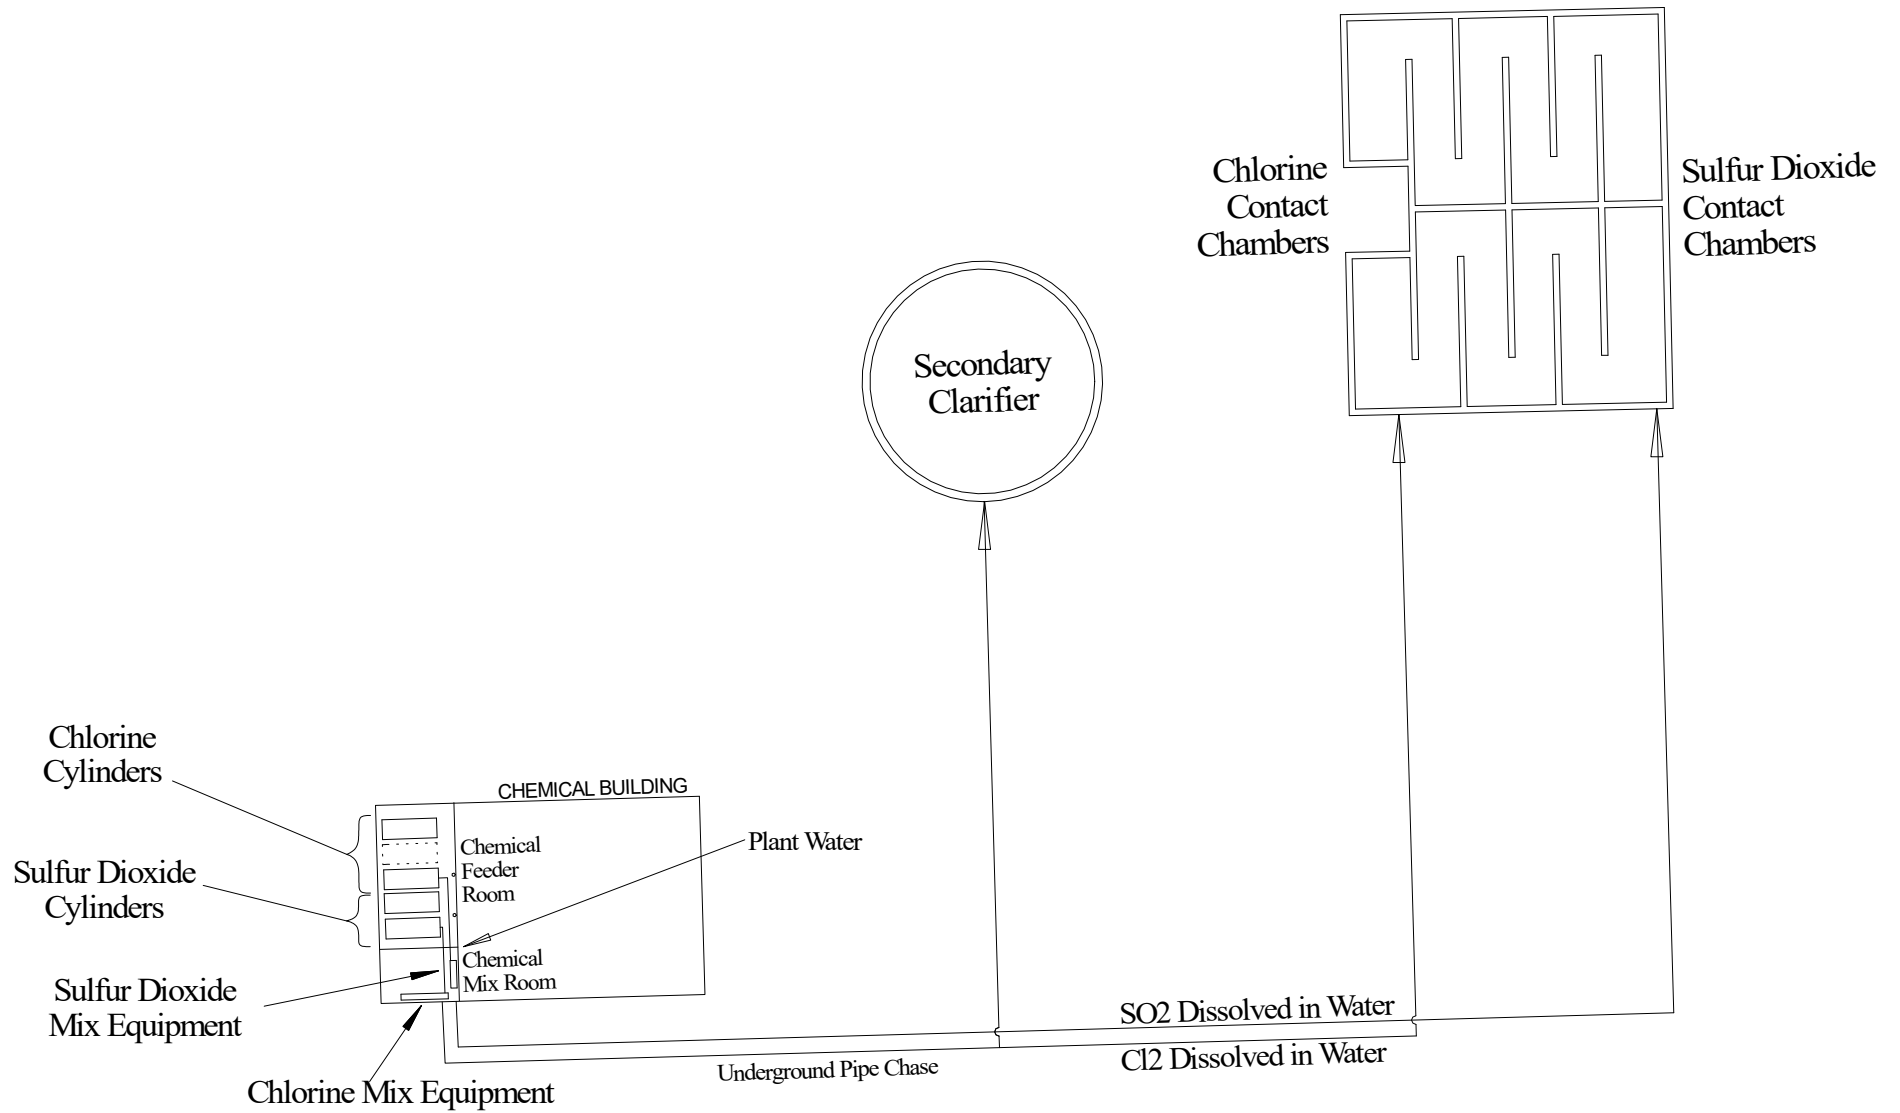 Chlorine
Contact
Chambers
Sulfur Dioxide
Contact
Chambers
Secondary
Clarifier
Chlorine
Cylinders
CHEMICAL BUILDING
Chemical
Feeder
Room
Plant Water
Sulfur Dioxide
Cylinders
Chemical
Mix Room
Sulfur Dioxide
Mix Equipment
SO2 Dissolved in Water
Cl2 Dissolved in Water
Underground Pipe Chase
Chlorine Mix Equipment